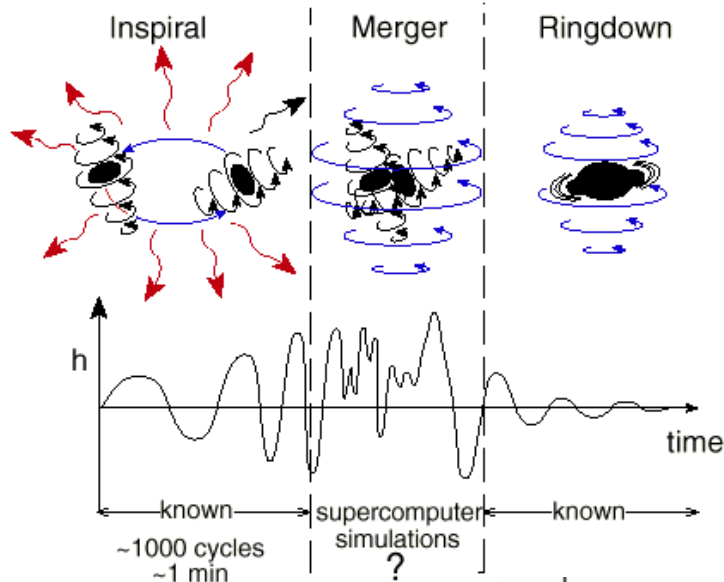 Inspiral
Merger
Ringdown
h
time
known
supercomputer
simulations
?
known
~1000 cycles
~1 min